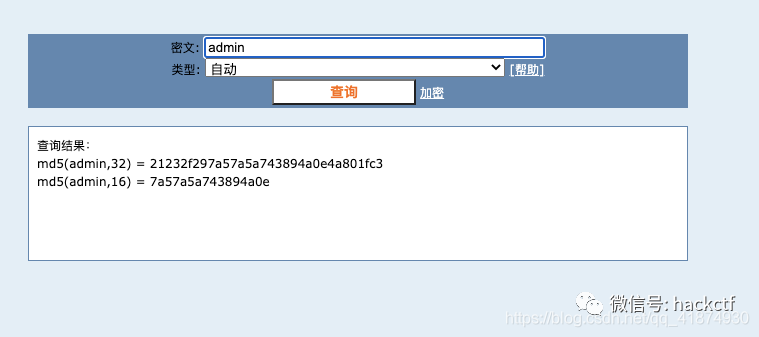 密文: admin
类型: 自动 [帮助]
查询 加密
查询结果:
md5(admin,32) = 21232f297a57a5a743894a0e4a801fc3
md5(admin,16) = 7a57a5a743894a0e
微信号: hackctf
https://blog.csdn.net/qq_41874930